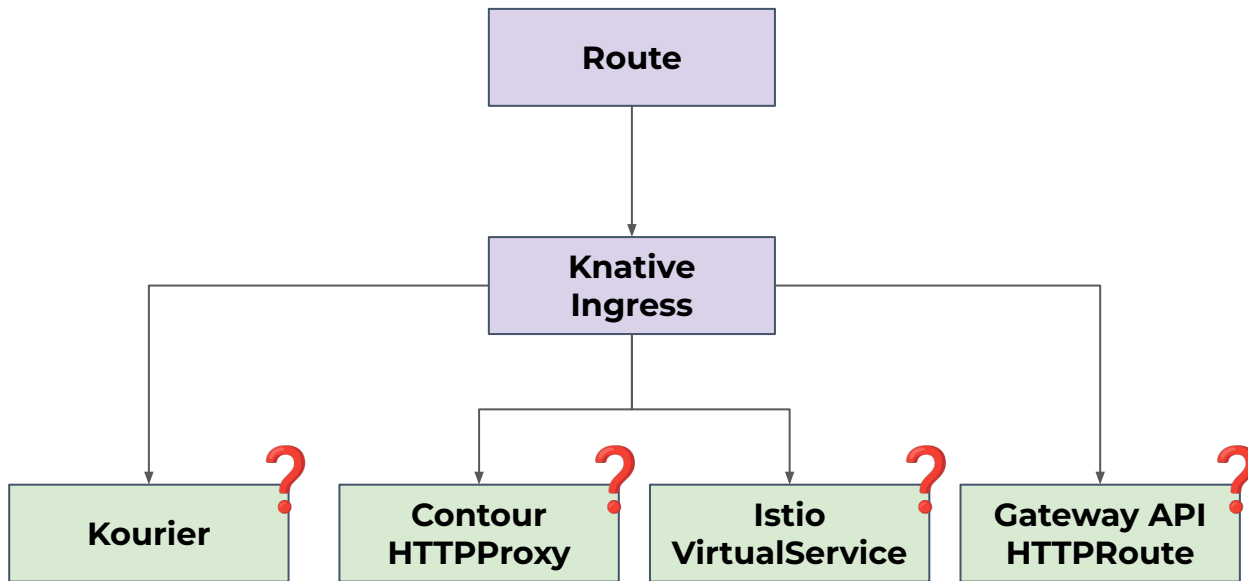 Route
Knative
Ingress
❓
❓
❓
❓
Kourier
Contour
HTTPProxy
Istio
VirtualService
Gateway API
HTTPRoute